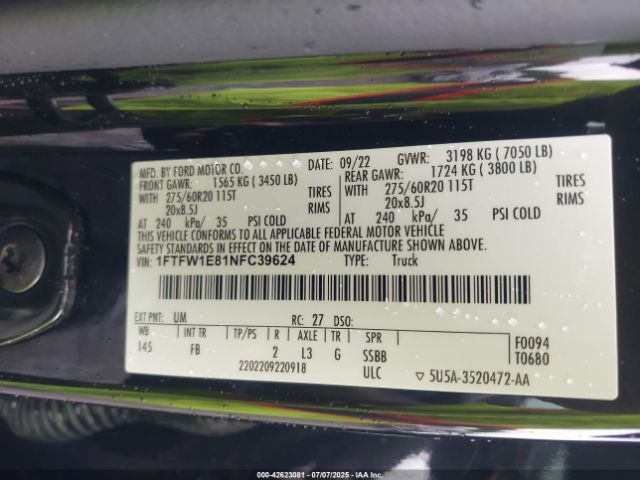 MFD. BY FORD MOTOR CO.
DATE: 09/22 GVWR: 3198 KG ( 7050 LB)
FRONT GAWR: 1565 KG ( 3450 LB)
REAR GAWR: 1724 KG ( 3800 LB)
WITH 275/60R20 115T TIRES
WITH 275/60R20 115T TIRES
20x8.5J RIMS
20x8.5J RIMS
AT 240 kPa/ 35 PSI COLD
AT 240 kPa/ 35 PSI COLD
THIS VEHICLE CONFORMS TO ALL APPLICABLE FEDERAL MOTOR VEHICLE
SAFETY STANDARDS IN EFFECT ON THE DATE OF MANUFACTURE SHOWN ABOVE.
VIN: 1FTFW1E81NFC39624 TYPE: Truck
EXT PNT: UM RC: 27 DSO:
WB INT TR TP/PS R AXLE TR SPR F0094
145 FB 2 L3 G SSBB T0680
2202209220918 ULC 5U5A-3520472-AA
000-42623081 - 07/07/2025 - IAAI.COM